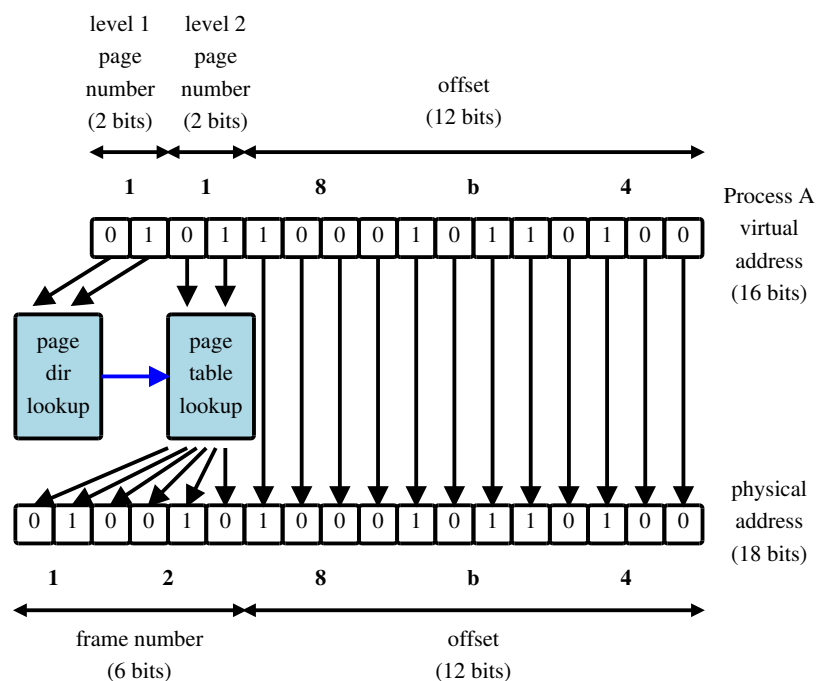 level 1
page
number
(2 bits)
level 2
page
number
(2 bits)
offset
(12 bits)
1 1 8 b 4
0 1 0 1 1 0 0 0 1 0 1 1 0 1 0 0
Process A
virtual
address
(16 bits)
page
dir
lookup
page
table
lookup
0 1 0 0 1 0 1 0 0 0 1 0 1 1 0 1 0 0
physical
address
(18 bits)
1 2 8 b 4
frame number
(6 bits)
offset
(12 bits)